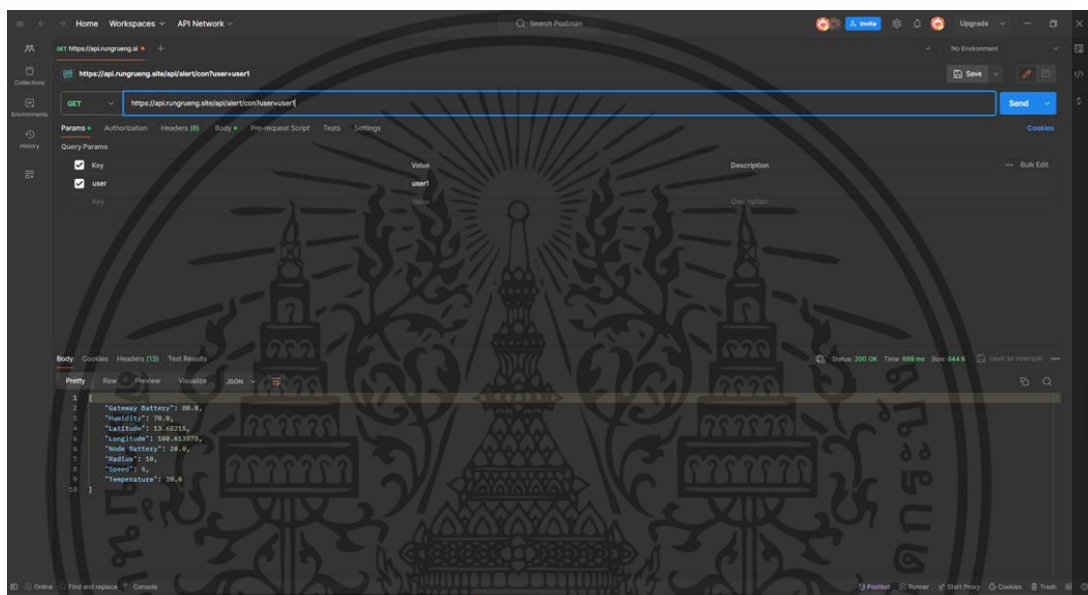 Home Workspaces API Network Search Postman Invite Upgrade
GET https://api.rungrueng.si No Environment
https://api.rungrueng.site/api/alert/con?user=user1 Save
Collections
GET https://api.rungrueng.site/api/alert/con?user=user1 Send
Environments
Params Authorization Headers (8) Body Pre-request Script Tests Settings Cookies
History
Query Params
Key Value Description Bulk Edit
user user1
Key Value Description
Body Cookies Headers (13) Test Results Status: 200 OK Time: 699 ms Size: 844 B Save as example
Pretty Raw Preview Visualize JSON
1 {
2 "Gateway Battery": 80.0,
3 "Humidity": 70.0,
4 "Latitude": 13.68215,
5 "Longitude": 100.613878,
6 "Node Battery": 20.0,
7 "Radius": 10,
8 "Speed": 5,
9 "Temperature": 30.0
10 }
Online Find and replace Console Postbot Runner Start Proxy Cookies Trash